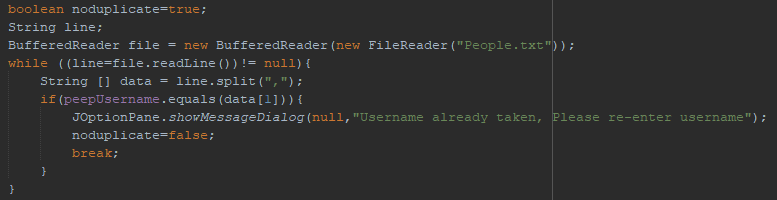 boolean noduplicate=true;
String line;
BufferedReader file = new BufferedReader(new FileReader("People.txt"));
while ((line=file.readLine())!= null){
    String [] data = line.split(",");
    if(peepUsername.equals(data[1])){
        JOptionPane.showMessageDialog(null,"Username already taken, Please re-enter username");
        noduplicate=false;
        break;
    }
}